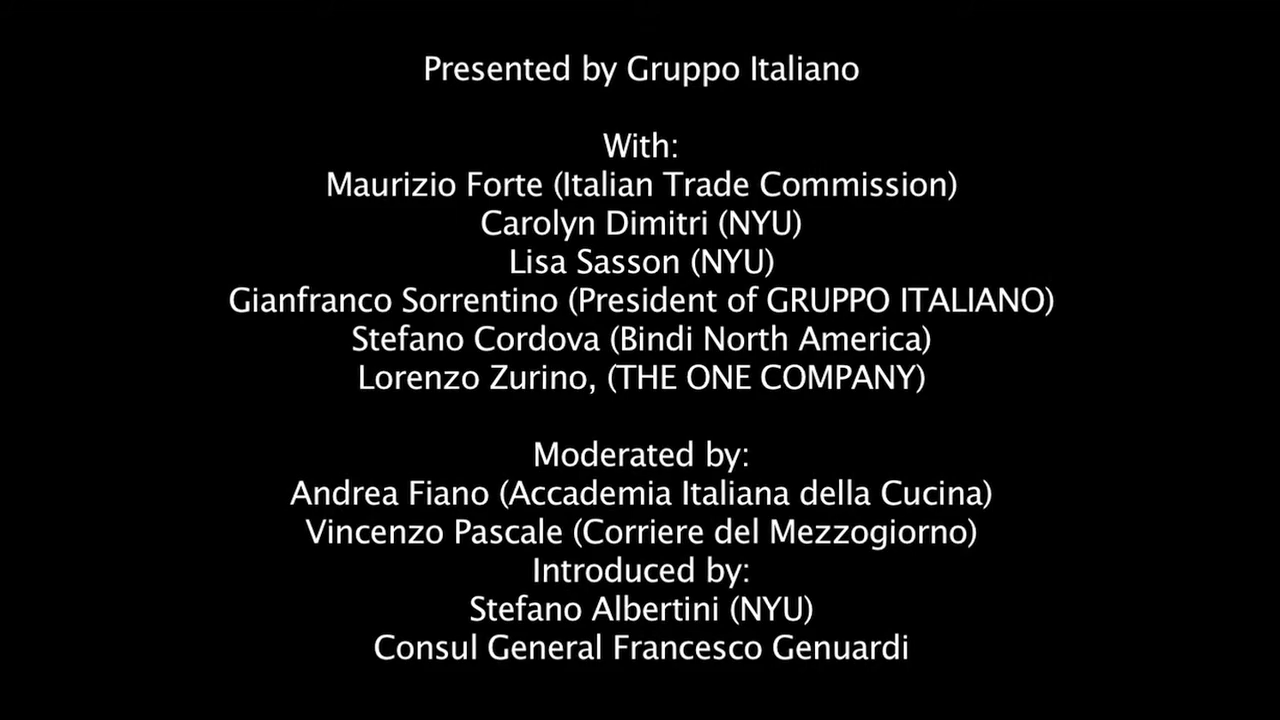 Presented by Gruppo Italiano
With:
Maurizio Forte (Italian Trade Commission)
Carolyn Dimitri (NYU)
Lisa Sasson (NYU)
Gianfranco Sorrentino (President of GRUPPO ITALIANO)
Stefano Cordova (Bindi North America)
Lorenzo Zurino, (THE ONE COMPANY)
Moderated by:
Andrea Fiano (Accademia Italiana della Cucina)
Vincenzo Pascale (Corriere del Mezzogiorno)
Introduced by:
Stefano Albertini (NYU)
Consul General Francesco Genuardi